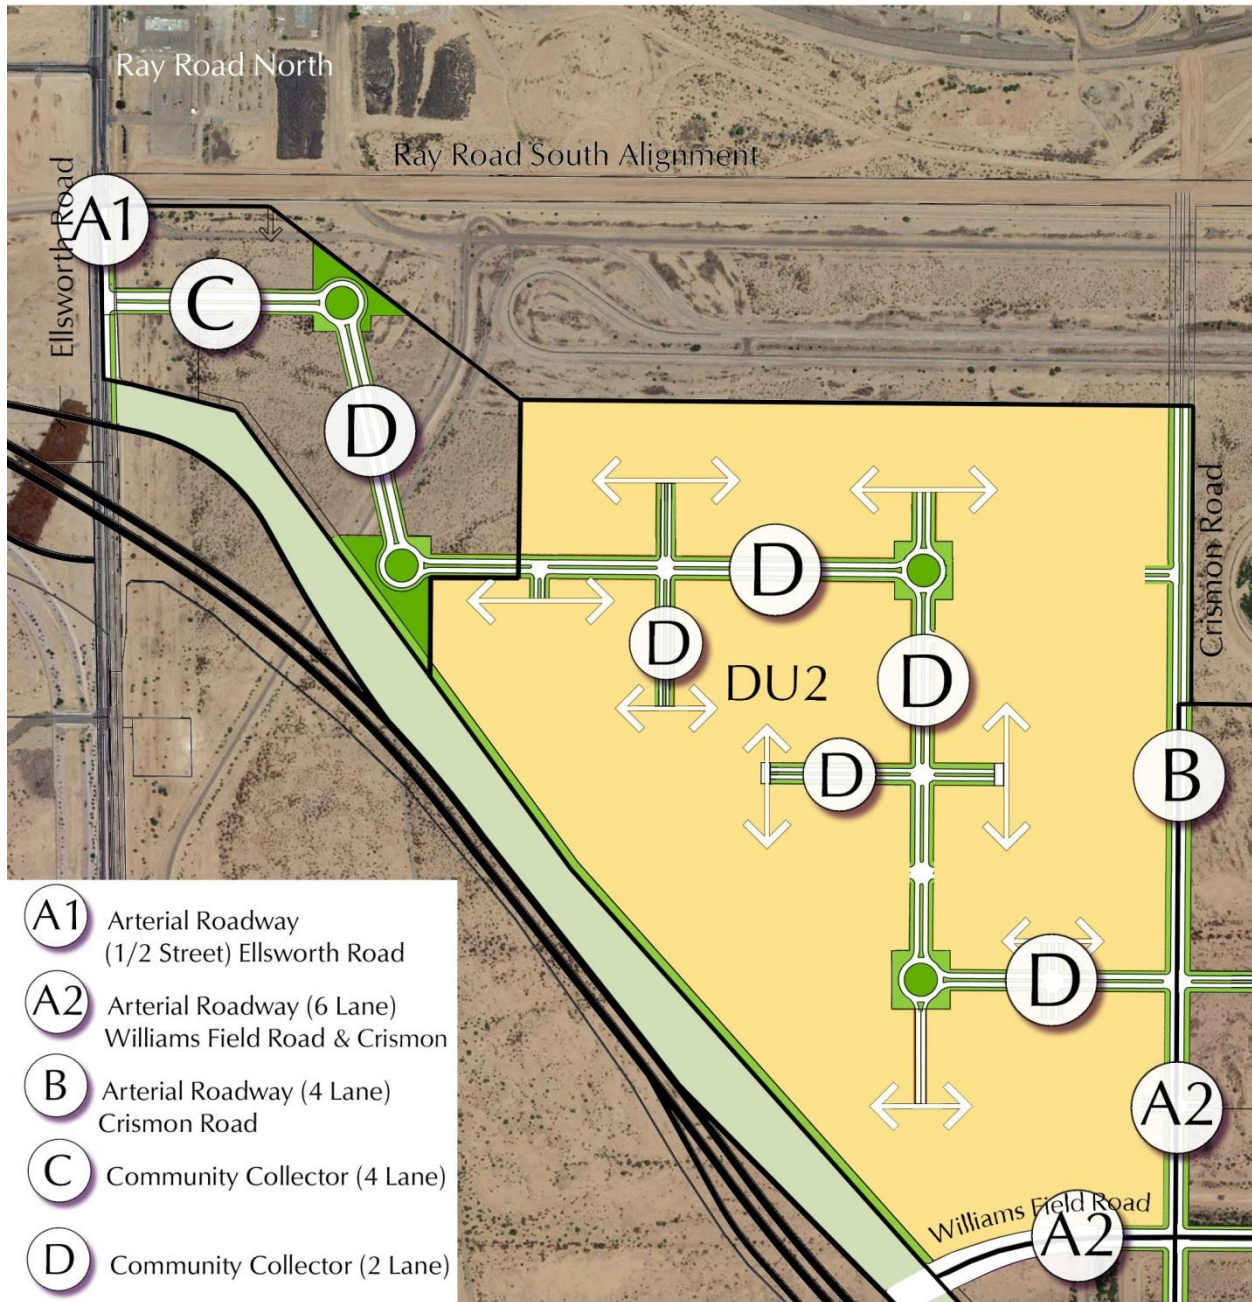 Ray Road North
Ray Road South Alignment
Ellsworth Road
A1
C
D
Crismon Road
D
D
DU2
D
D
B
D
A2
Williams Field Road
A2
A1 Arterial Roadway
(1/2 Street) Ellsworth Road
A2 Arterial Roadway (6 Lane)
Williams Field Road & Crismon
B Arterial Roadway (4 Lane)
Crismon Road
C Community Collector (4 Lane)
D Community Collector (2 Lane)